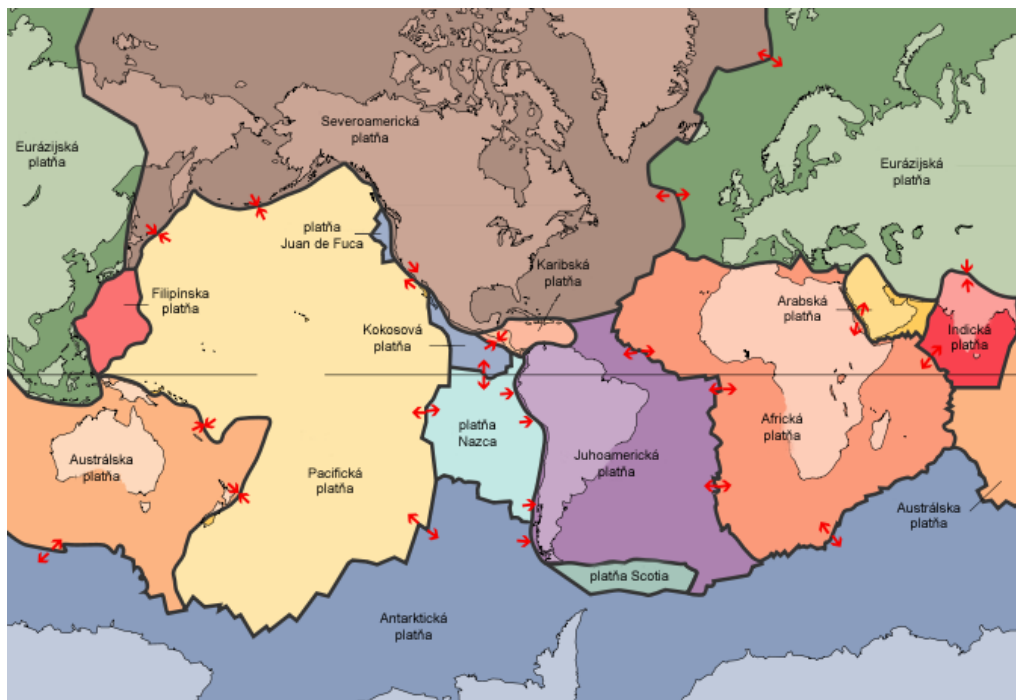 Severoamerická
platňa
Eurázijská
platňa
Eurázijská
platňa
platňa
Juan de Fuca
Karibská
platňa
Filipínska
platňa
Arabská
platňa
Kokosová
platňa
Indická
platňa
platňa
Nazca
Africká
platňa
Austrálska
platňa
Pacifická
platňa
Juhoamerická
platňa
Austrálska
platňa
platňa Scotia
Antarktická
platňa